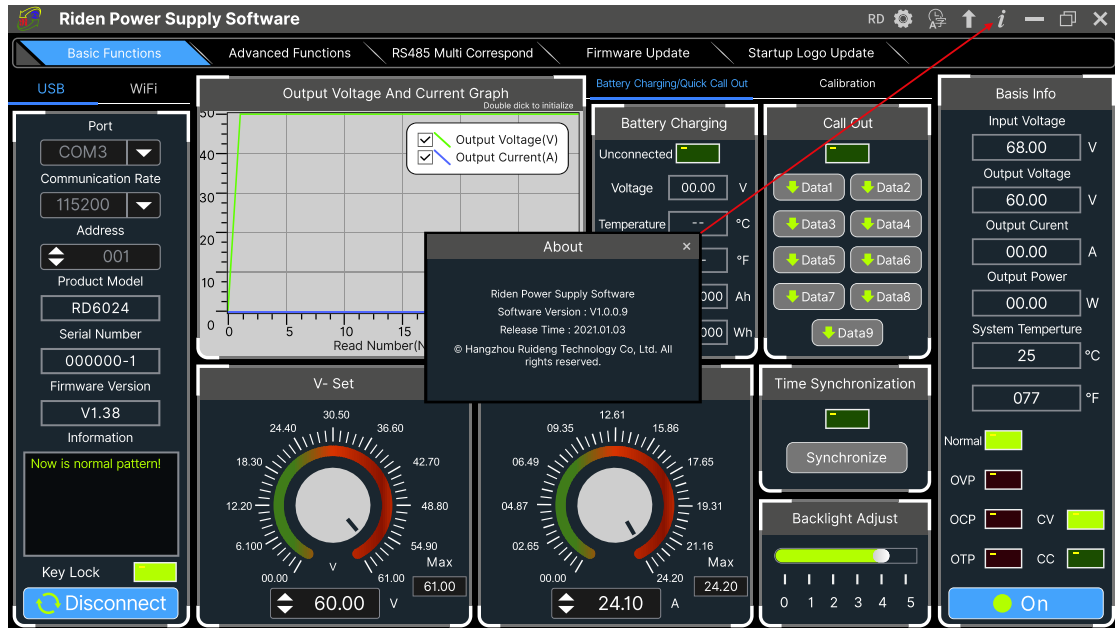 Riden Power Supply Software
RD
Basic Functions
Advanced Functions
RS485 Multi Correspond
Firmware Update
Startup Logo Update
USB
WiFi
Port
COM3
Communication Rate
115200
Address
001
Product Model
RD6024
Serial Number
000000-1
Firmware Version
V1.38
Information
Now is normal pattern!
Key Lock
Disconnect
Output Voltage And Current Graph
Double dick to initialize
Output Voltage(V)
Output Current(A)
50
40
30
20
10
0
0 5 10 15
Read Number(N
Battery Charging/Quick Call Out
Calibration
Battery Charging
Unconnected
Voltage 00.00 V
Temperature -- °C
°F
000 Ah
000 Wh
Call Out
Data1 Data2
Data3 Data4
Data5 Data6
Data7 Data8
Data9
About
Riden Power Supply Software
Software Version : V1.0.0.9
Release Time : 2021.01.03
© Hangzhou Ruideng Technology Co, Ltd. All
rights reserved.
V- Set
30.50
24.40 36.60
18.30 42.70
12.20 48.80
6.100 54.90
00.00 V 61.00
Max
61.00
60.00 V
12.61
09.35 15.86
06.49 17.65
04.87 19.31
02.65 21.16
00.00 24.20
Max
24.20
24.10 A
Time Synchronization
Synchronize
Backlight Adjust
0 1 2 3 4 5
Basis Info
Input Voltage
68.00 V
Output Voltage
60.00 V
Output Curent
00.00 A
Output Power
00.00 W
System Temperture
25 °C
077 °F
Normal
OVP
OCP CV
OTP CC
On